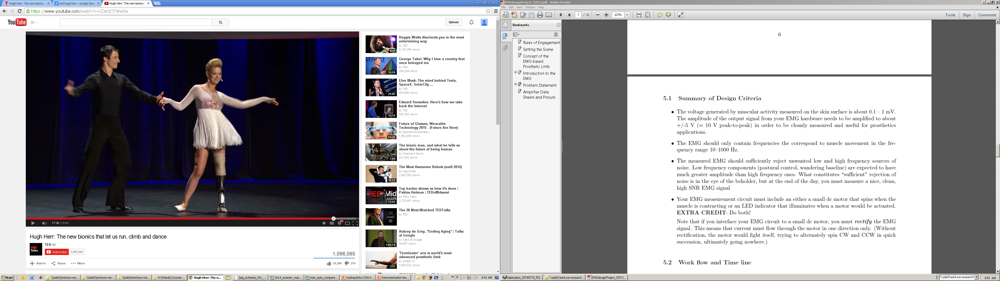 Hugh Herr: The new bionics t
ted hugh herr - Google Sear
Hugh Herr: The new bionics t
https://www.youtube.com/watch?v=CDsNZJTWw0w
YouTube
Upload
Reggie Watts disorients you in the most
entertaining way
by TED
3,130,786 views
9:44
George Takei: Why I love a country that
once betrayed me
by TED
208,209 views
15:59
Elon Musk: The mind behind Tesla,
SpaceX, SolarCity ...
by TED
402,588 views
21:05
Edward Snowden: Here's how we take
back the Internet
by TED
985,383 views
35:18
Future of Glasses, Wearable
Technology 2015 - (Future Are Here)
by Special Documentary
1,062,496 views
51:25
The bionic man, and what he tells us
about the future of being human
by Channel 4 News
221,916 views
7:04
The Most Awesome Robots (until 2014)
by AppsTube
2,943,582 views
37:12
Top hacker shows us how it's done |
Pablos Holman | TEDxMidwest
by TEDx Talks
2,720,461 views
17:51
The 20 Most-Watched TEDTalks
by TED
20
VIDEOS
Aubrey de Grey, "Ending Aging" | Talks
at Google
by Talks at Google
34,457 views
1:05:14
'Terminator' arm is world's most
advanced prosthetic limb
by SWNS TV
3,688,322 views
3:15
17:38 / 19:00
HD
Hugh Herr: The new bionics that let us run, climb and dance
TED Talks
TED
Subscribe 2,885,468
1,096,065
Add to Share More
21,786 214
EMGdesignProject_f2013.pdf - Adobe Reader
File Edit View Window Help
7 / 12 125%
Tools Sign Comment
Bookmarks
Rules of Engagement
Setting the Scene
Concept of the
EMG-based
Prosthetic Limb
Introduction to the
EMG
Problem Statement
Amplifier Data
Sheets and Pinouts
6
5.1 Summary of Design Criteria
• The voltage generated by muscular activity measured on the skin surface is about 0.1 – 1 mV.
The amplitude of the output signal from your EMG hardware needs to be amplified to about
+/-5 V (= 10 V peak-to-peak) in order to be cleanly measured and useful for prosthetics
applications.
• The EMG should only contain frequencies the correspond to muscle movement in the fre-
quency range 10–1000 Hz.
• The measured EMG should sufficiently reject unwanted low and high frequency sources of
noise. Low frequency components (postural control, wandering baseline) are expected to have
much greater amplitude than high frequency ones. What constitutes “sufficient” rejection of
noise is in the eye of the beholder, but at the end of the day, you must measure a nice, clean,
high SNR EMG signal
• Your EMG measurement circuit must include an either a small dc motor that spins when the
muscle is contracting or an LED indicator that illuminates when a motor would be actuated.
EXTRA CREDIT: Do both!
Note that if you interface your EMG circuit to a small dc motor, you must rectify the EMG
signal. This means that current must flow through the motor in one direction only. (Without
rectification, the motor would fight itself, trying to alternately spin CW and CCW in quick
succession, ultimately going nowhere.)
5.2 Work flow and Time line
Start
\\zebi2\erickson-res...
\\zebi2\erickson-res...
\\zebi2\erickson-res...
H:\WandL\Courses...
Hugh Herr: The n...
[pig_ischemia_SW_...
2014_summer_roac...
man_auto_compare...
OpAmpsIntro.f2014...
Instrumentation Am...
8:51 AM
habituation_20140710_RO...
\\zebi2\erickson-research...
EMGdesignProject_f2013....
8:51 AM